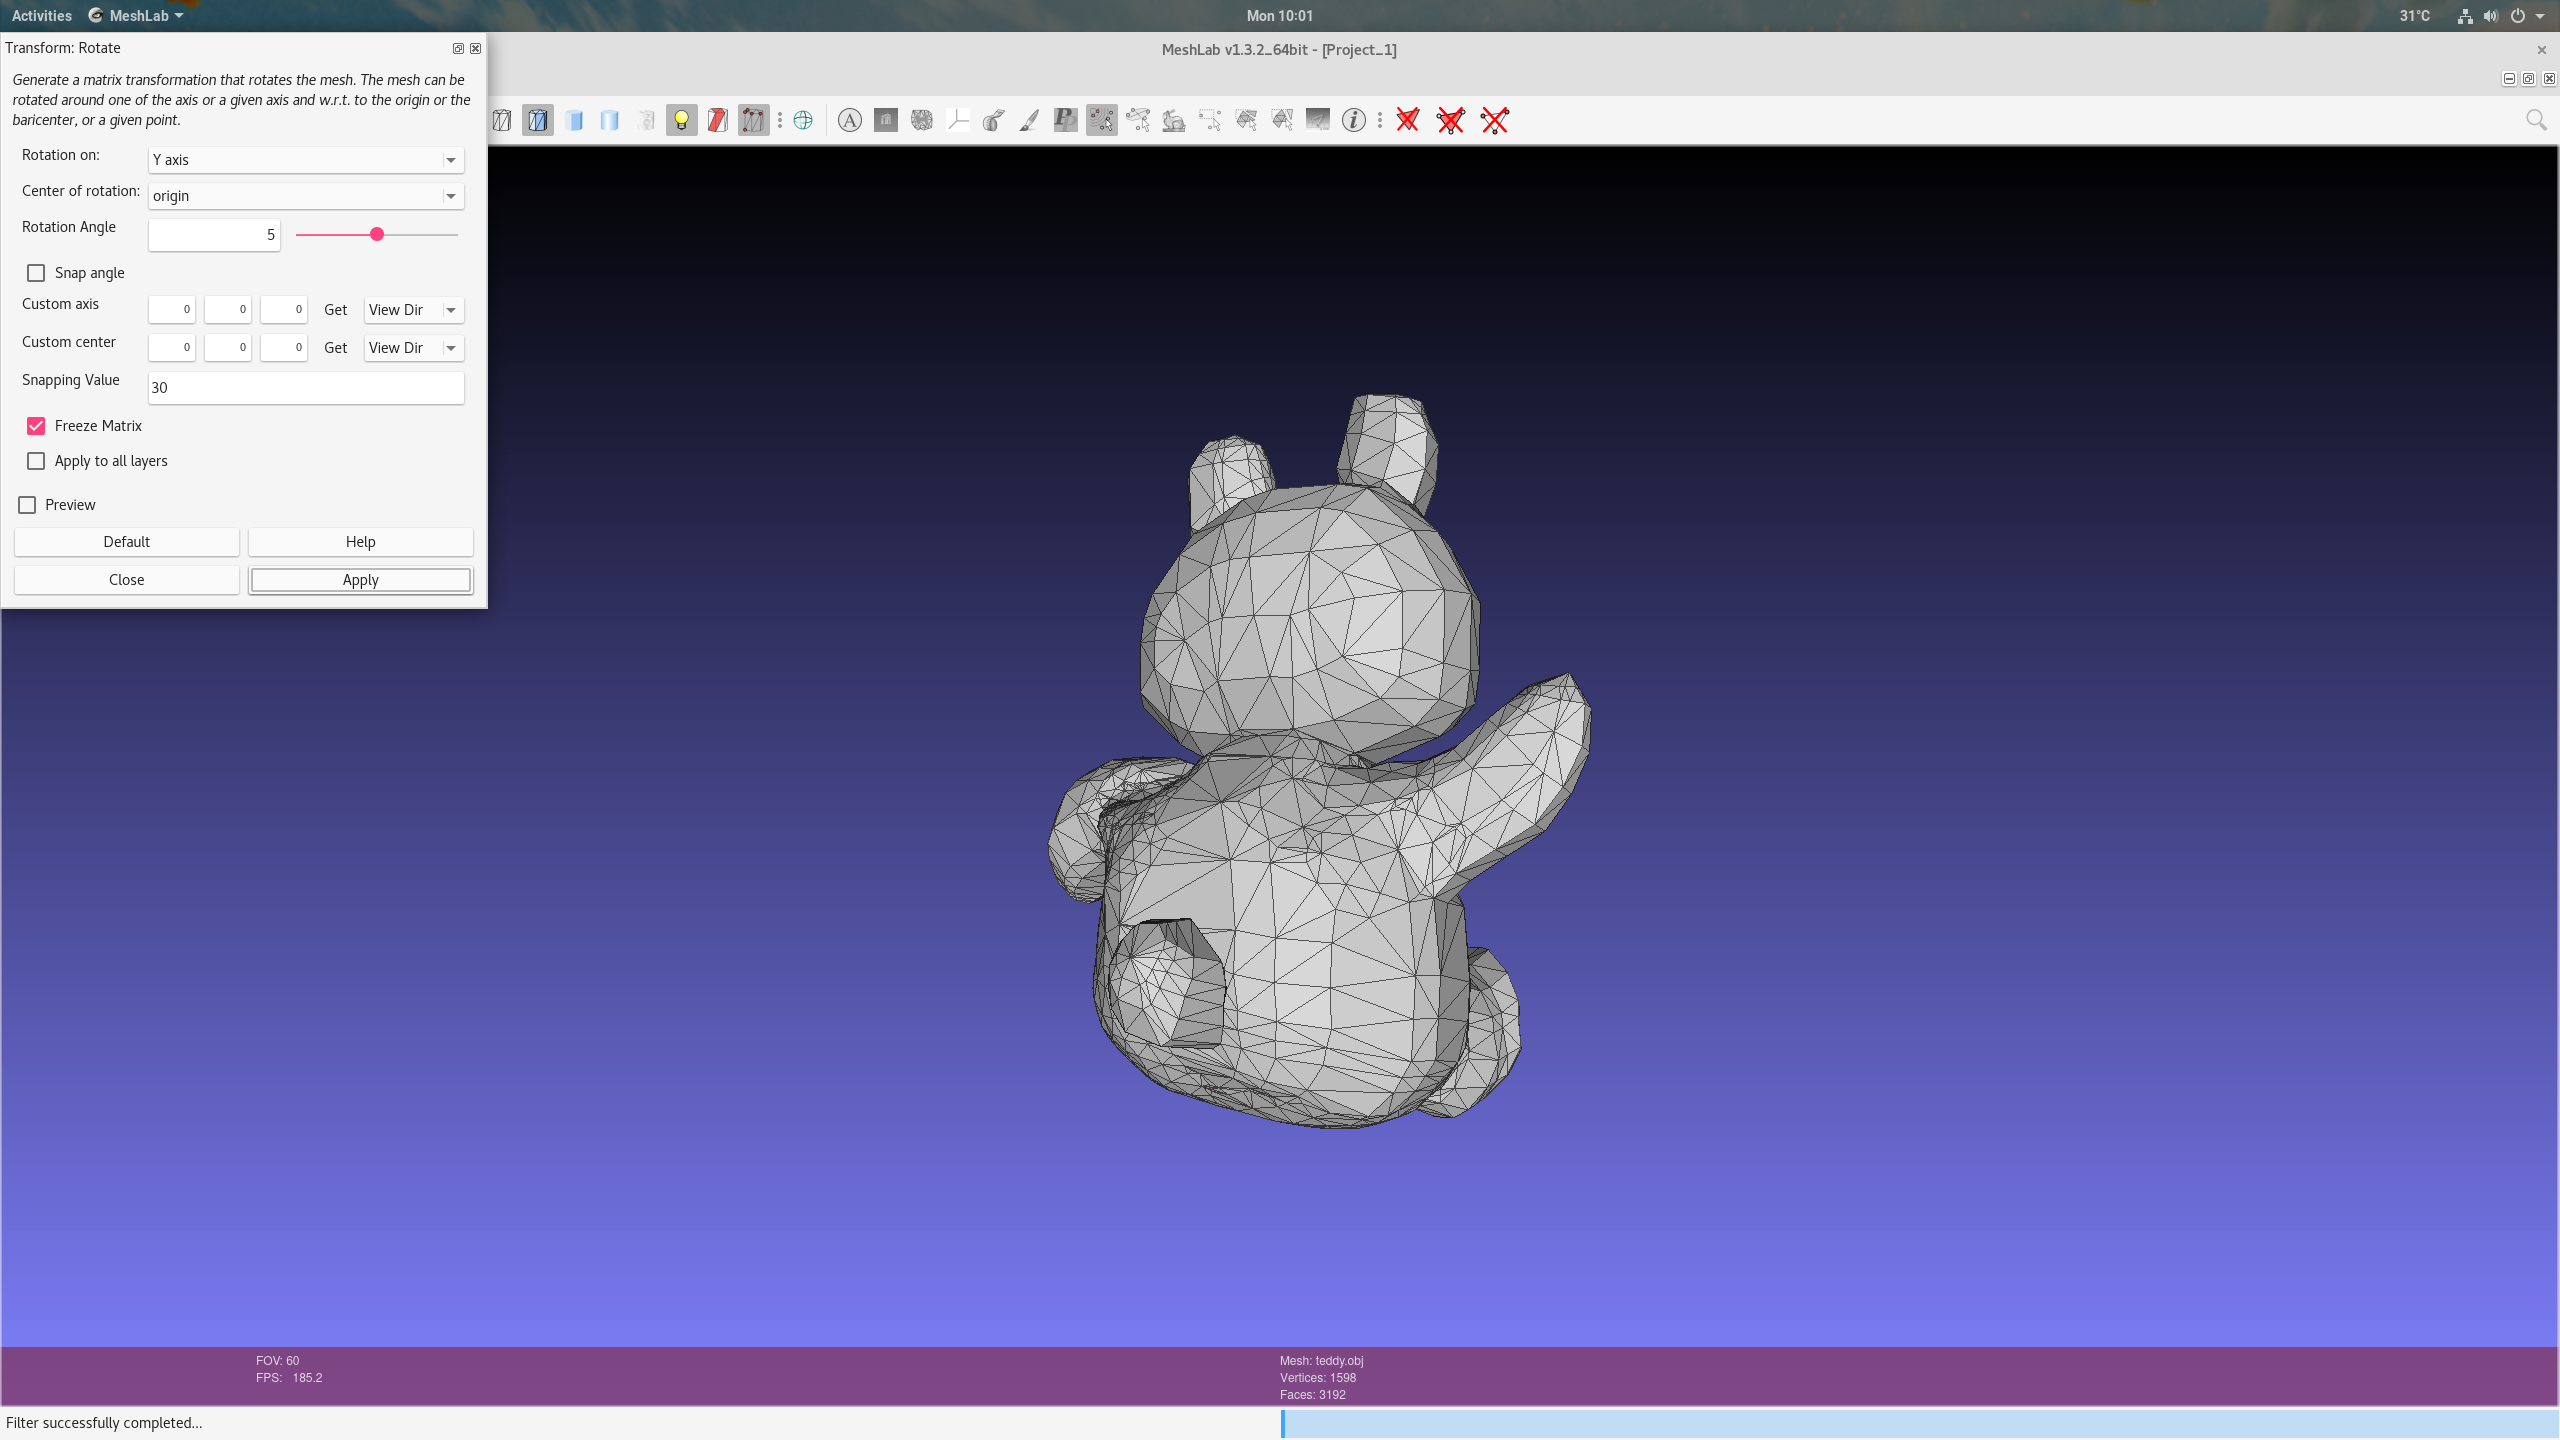 Activities MeshLab Mon 10:01 31°C
Transform: Rotate
MeshLab v1.3.2_64bit - [Project_1]
Generate a matrix transformation that rotates the mesh. The mesh can be
rotated around one of the axis or a given axis and w.r.t. to the origin or the
baricenter, or a given point.
Rotation on: Y axis
Center of rotation: origin
Rotation Angle 5
Snap angle
Custom axis 0 0 0 Get View Dir
Custom center 0 0 0 Get View Dir
Snapping Value 30
Freeze Matrix
Apply to all layers
Preview
Default Help
Close Apply
FOV: 60
FPS: 185.2
Mesh: teddy.obj
Vertices: 1598
Faces: 3192
Filter successfully completed...